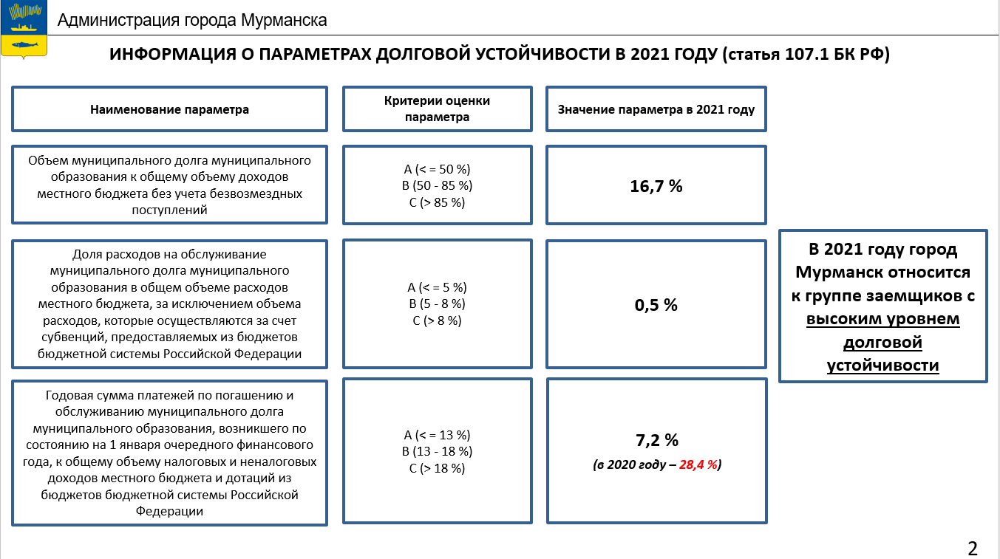 Администрация города Мурманска
ИНФОРМАЦИЯ О ПАРАМЕТРАХ ДОЛГОВОЙ УСТОЙЧИВОСТИ В 2021 ГОДУ (статья 107.1 БК РФ)
Наименование параметра
Критерии оценки
параметра
Значение параметра в 2021 году
Объем муниципального долга муниципального
образования к общему объему доходов
местного бюджета без учета безвозмездных
поступлений
A (< = 50 %)
B (50 - 85 %)
C (> 85 %)
16,7 %
Доля расходов на обслуживание
муниципального долга муниципального
образования в общем объеме расходов
местного бюджета, за исключением объема
расходов, которые осуществляются за счет
субвенций, предоставляемых из бюджетов
бюджетной системы Российской Федерации
A (< = 5 %)
B (5 - 8 %)
C (> 8 %)
0,5 %
Годовая сумма платежей по погашению и
обслуживанию муниципального долга
муниципального образования, возникшего по
состоянию на 1 января очередного финансового
года, к общему объему налоговых и неналоговых
доходов местного бюджета и дотаций из
бюджетов бюджетной системы Российской
Федерации
A (< = 13 %)
B (13 - 18 %)
C (> 18 %)
7,2 %
(в 2020 году – 28,4 %)
В 2021 году город
Мурманск относится
к группе заемщиков с
высоким уровнем
долговой
устойчивости
2